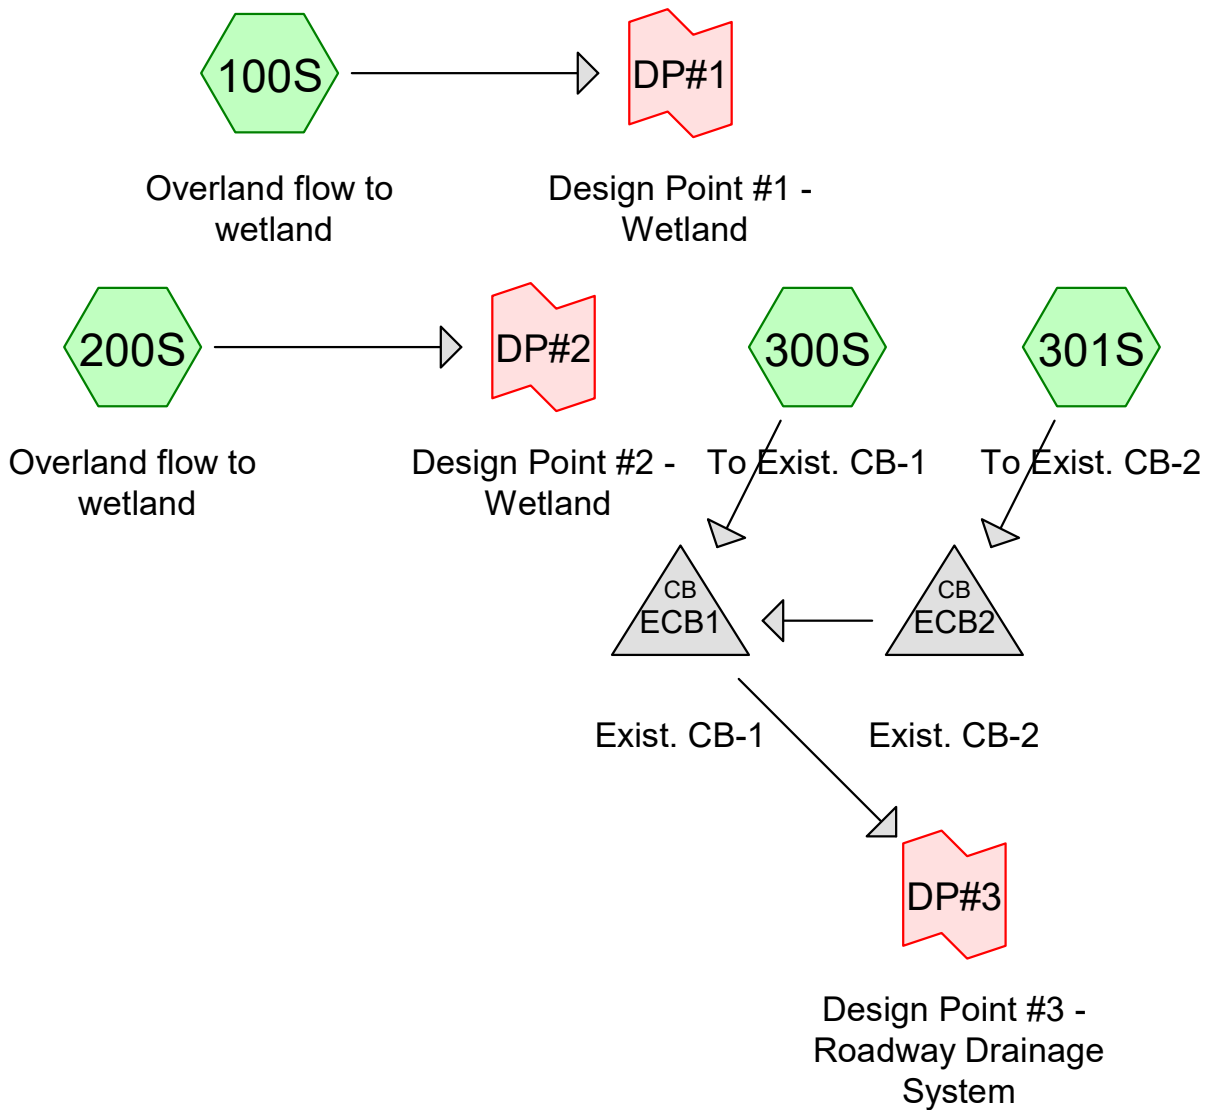 100S
DP#1
Overland flow to
wetland
Design Point #1 -
Wetland
200S
DP#2
300S
301S
Overland flow to
wetland
Design Point #2 -
Wetland
To Exist. CB-1
To Exist. CB-2
CB
ECB1
CB
ECB2
Exist. CB-1
Exist. CB-2
DP#3
Design Point #3 -
Roadway Drainage
System